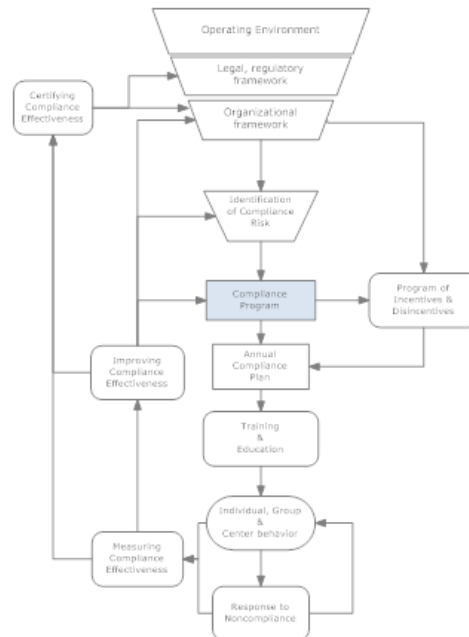 Operating Environment
Legal, regulatory
framework
Certifying
Compliance
Effectiveness
Organizational
framework
Identification
of Compliance
Risk
Compliance
Program
Program of
Incentives &
Disincentives
Improving
Compliance
Effectiveness
Annual
Compliance
Plan
Training
&
Education
Individual, Group
&
Center behavior
Measuring
Compliance
Effectiveness
Response to
Noncompliance